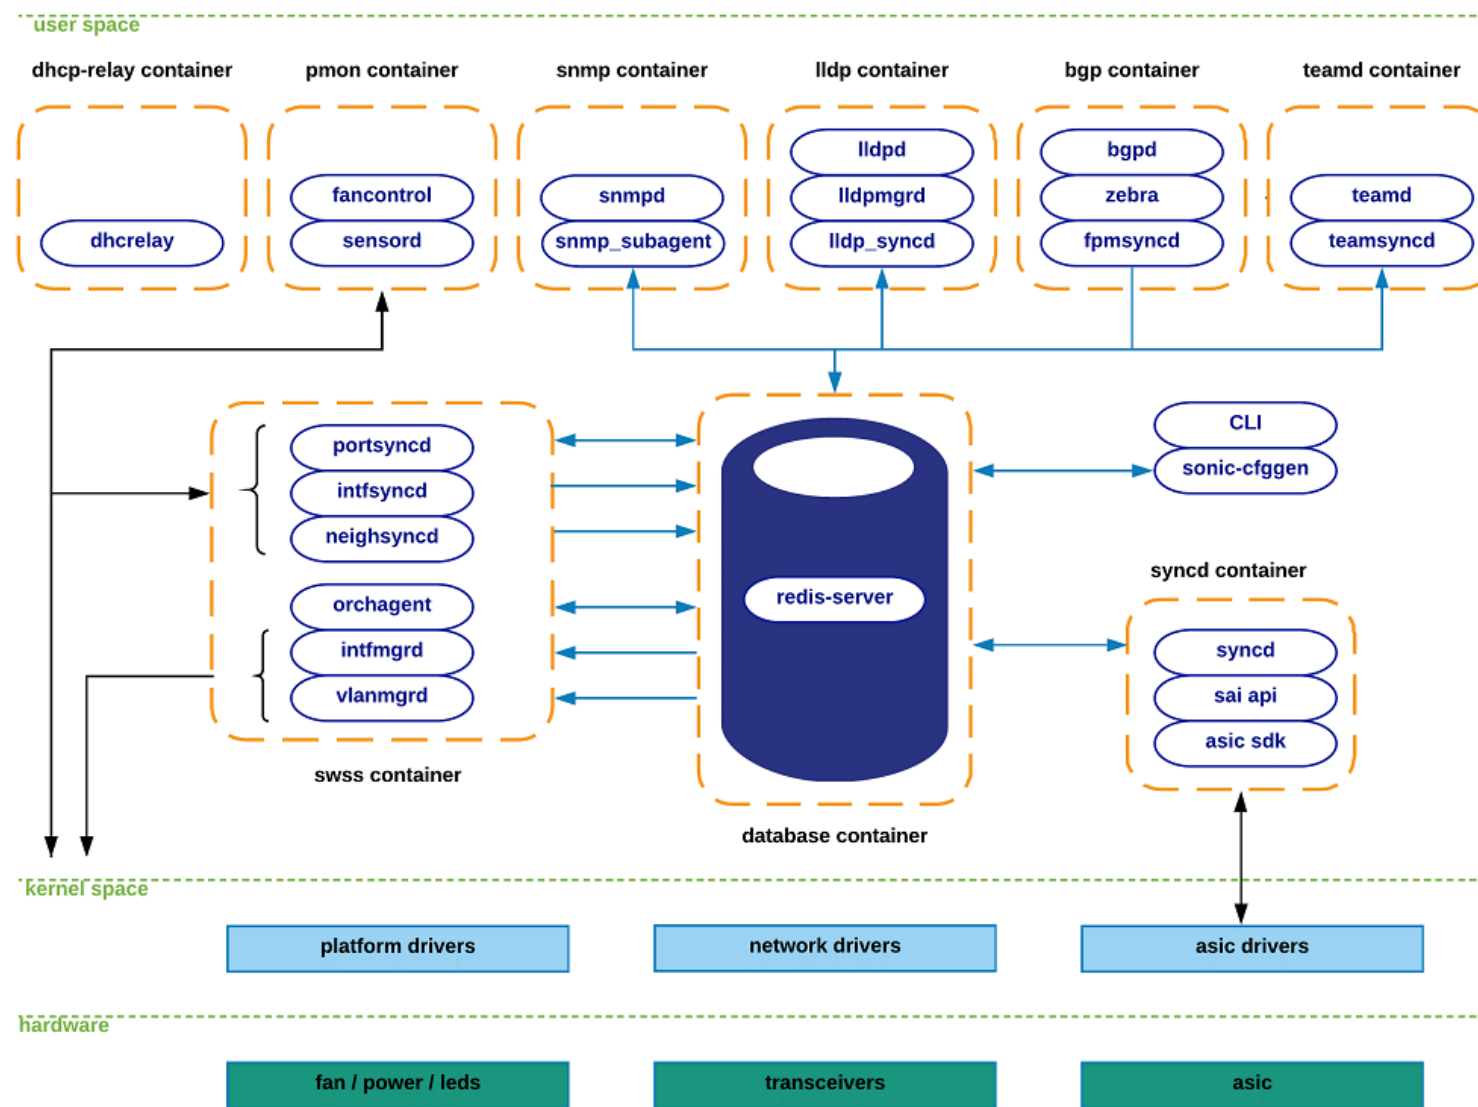 user space
dhcp-relay container
pmon container
snmp container
lldp container
bgp container
teamd container
dhcrelay
fancontrol
sensord
snmpd
snmp_subagent
lldpd
lldpmgrd
lldp_syncd
bgpd
zebra
fpmsyncd
teamd
teamsyncd
portsyncd
intfsyncd
neighsyncd
orchagent
intfmgrd
vlanmgrd
swss container
redis-server
database container
CLI
sonic-cfggen
syncd container
syncd
sai api
asic sdk
kernel space
platform drivers
network drivers
asic drivers
hardware
fan / power / leds
transceivers
asic